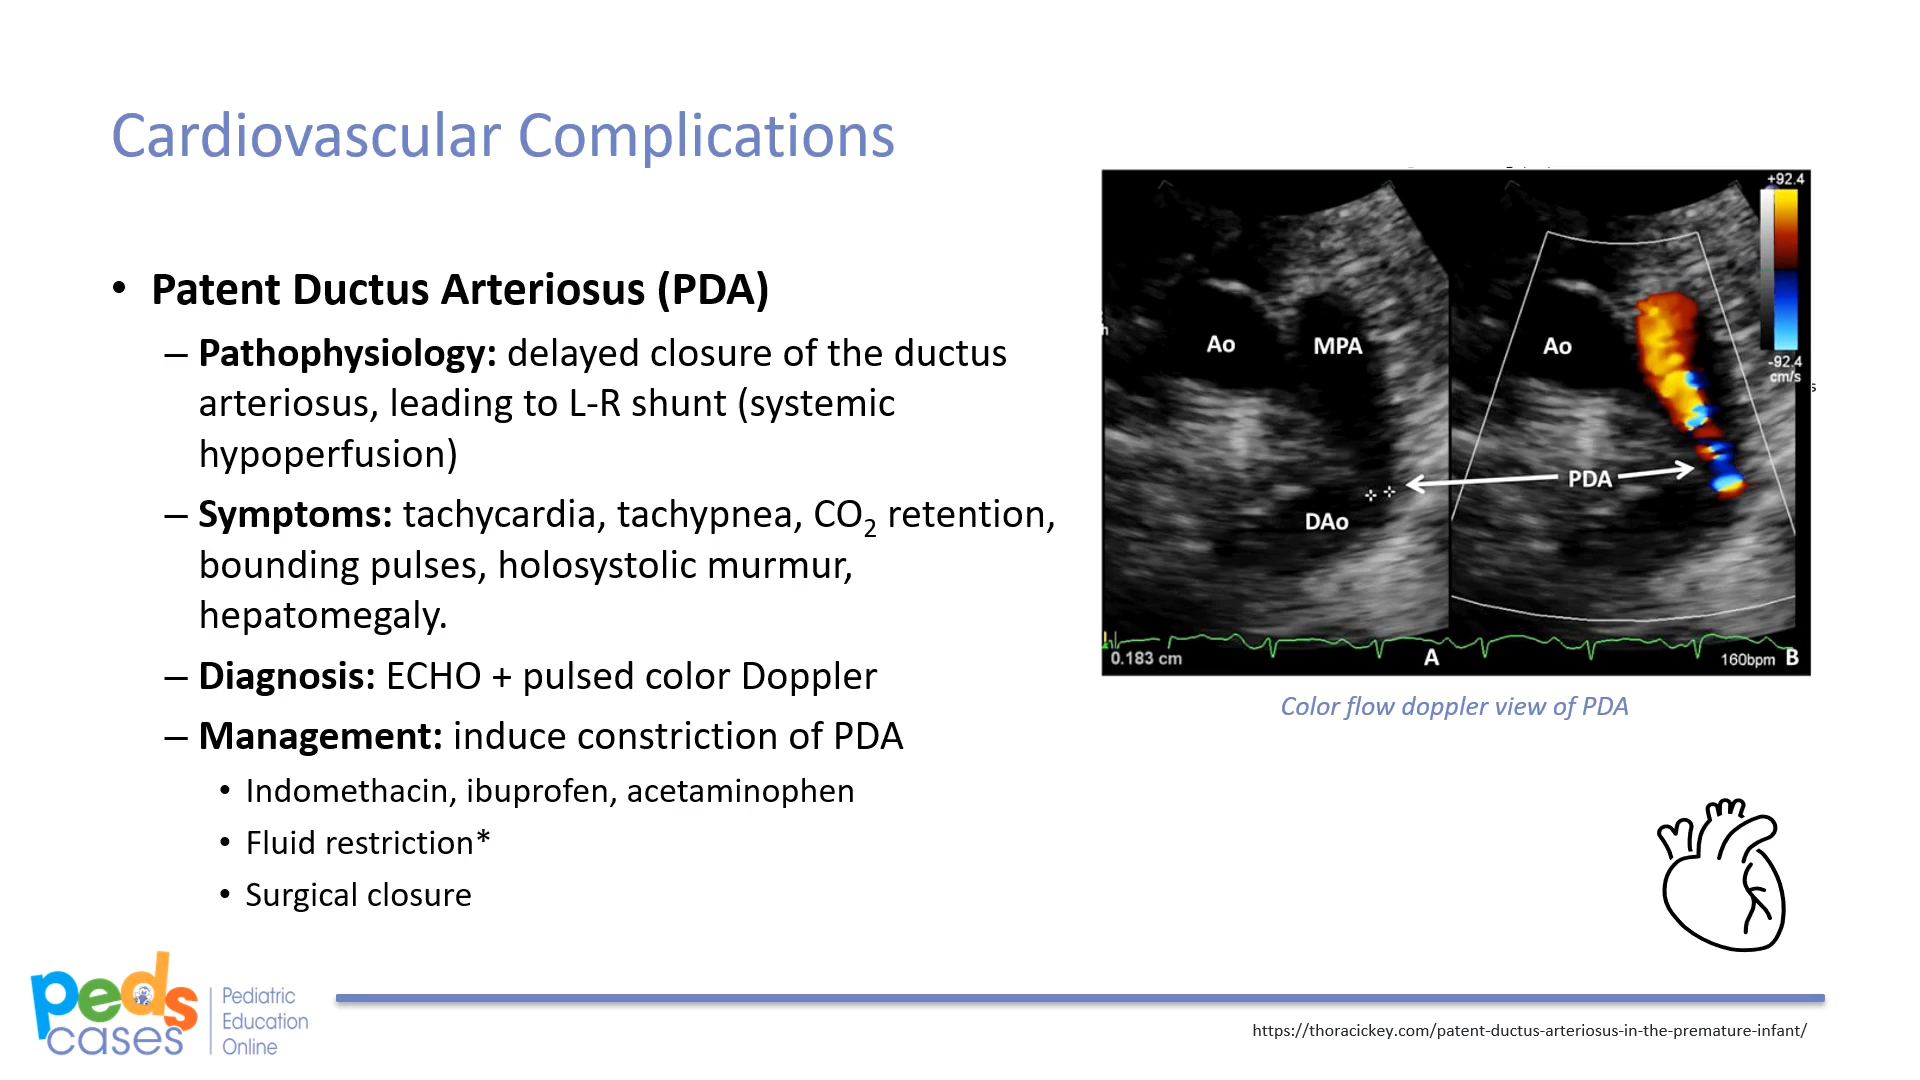 Cardiovascular Complications
• Patent Ductus Arteriosus (PDA)
– Pathophysiology: delayed closure of the ductus
arteriosus, leading to L-R shunt (systemic
hypoperfusion)
– Symptoms: tachycardia, tachypnea, CO₂ retention,
bounding pulses, holosystolic murmur,
hepatomegaly.
– Diagnosis: ECHO + pulsed color Doppler
– Management: induce constriction of PDA
• Indomethacin, ibuprofen, acetaminophen
• Fluid restriction*
• Surgical closure
+92.4
Ao
MPA
Ao
-92.4
cm/s
PDA
DAo
0.183 cm
A
160bpm
B
Color flow doppler view of PDA
peds
cases
Pediatric
Education
Online
https://thoracickey.com/patent-ductus-arteriosus-in-the-premature-infant/